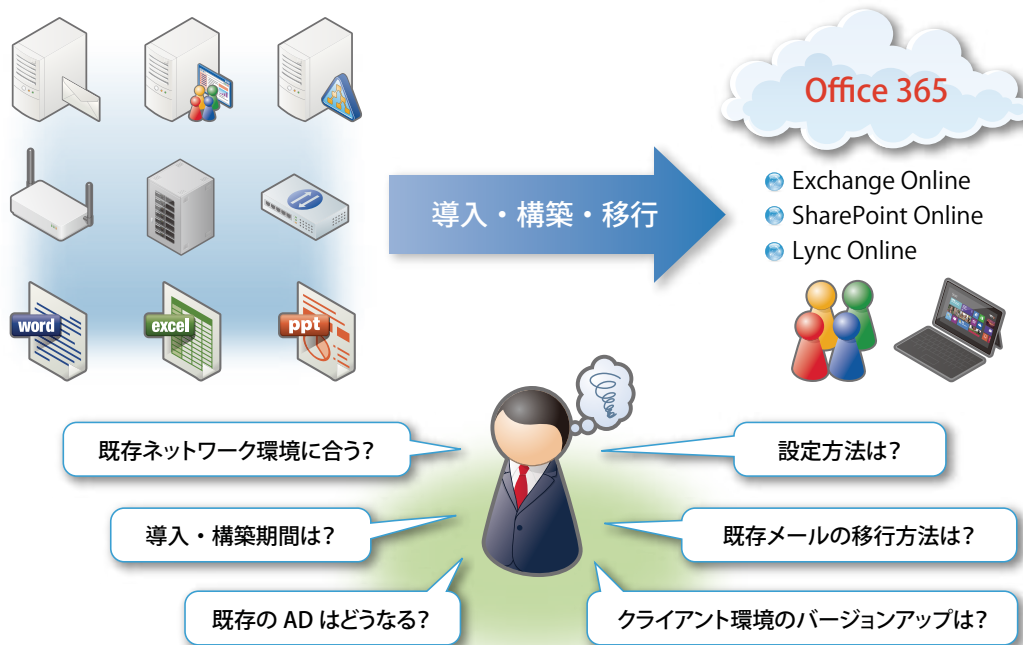 Office 365
導入・構築・移行
Exchange Online
SharePoint Online
Lync Online
word
excel
ppt
既存ネットワーク環境に合う?
設定方法は?
導入・構築期間は?
既存メールの移行方法は?
既存の AD はどうなる?
クライアント環境のバージョンアップは?